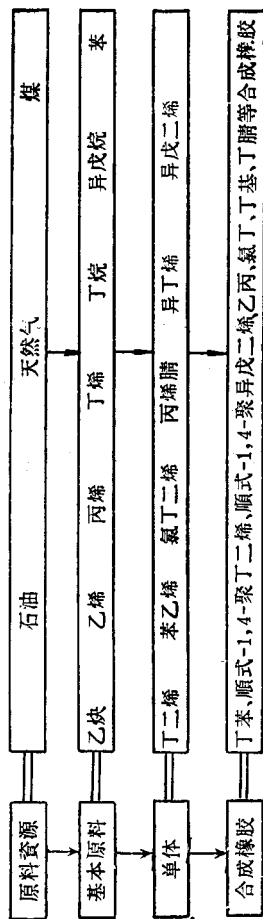 原料資源
石油 天然气 煤
基本原料
乙炔 乙烯 丙烯 丁烯 丁烷 异戊烷 苯
单体
丁二烯 苯乙烯 氯丁二烯 丙烯腈 异丁烯 异戊二烯
合成橡胶
丁苯、順式-1,4-聚丁二烯、順式-1,4-聚异戊二烯、乙丙、氯丁、丁基、丁腈等合成橡胶